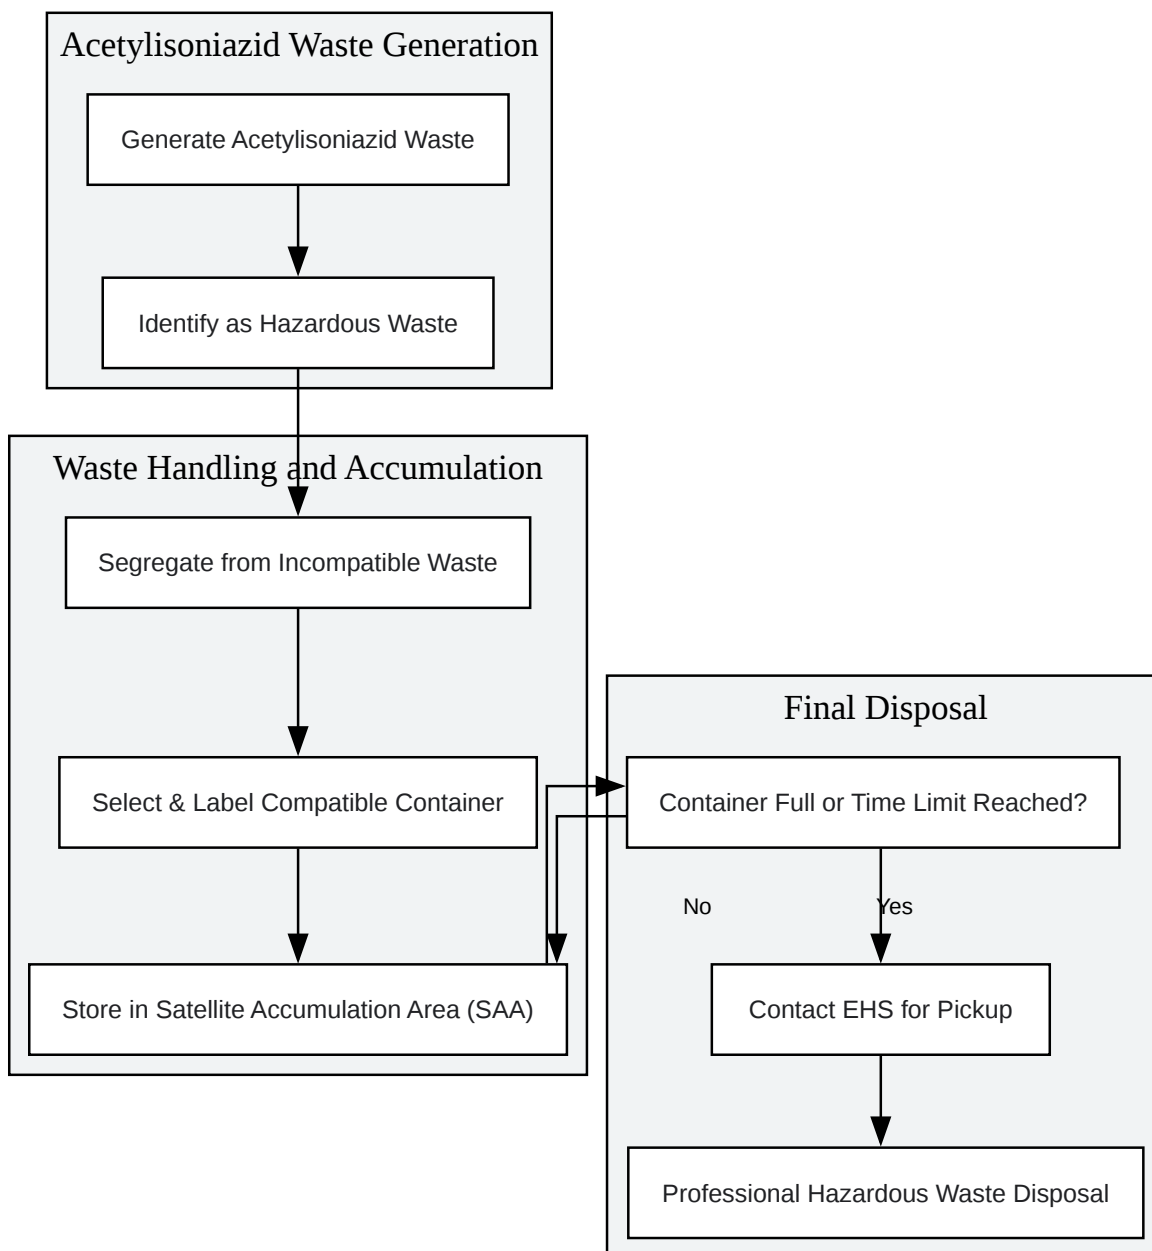 Acetylisoniazid Waste Generation
Generate Acetylisoniazid Waste
Identify as Hazardous Waste
Waste Handling and Accumulation
Segregate from Incompatible Waste
Select & Label Compatible Container
Store in Satellite Accumulation Area (SAA)
Final Disposal
Container Full or Time Limit Reached?
No
Yes
Contact EHS for Pickup
Professional Hazardous Waste Disposal